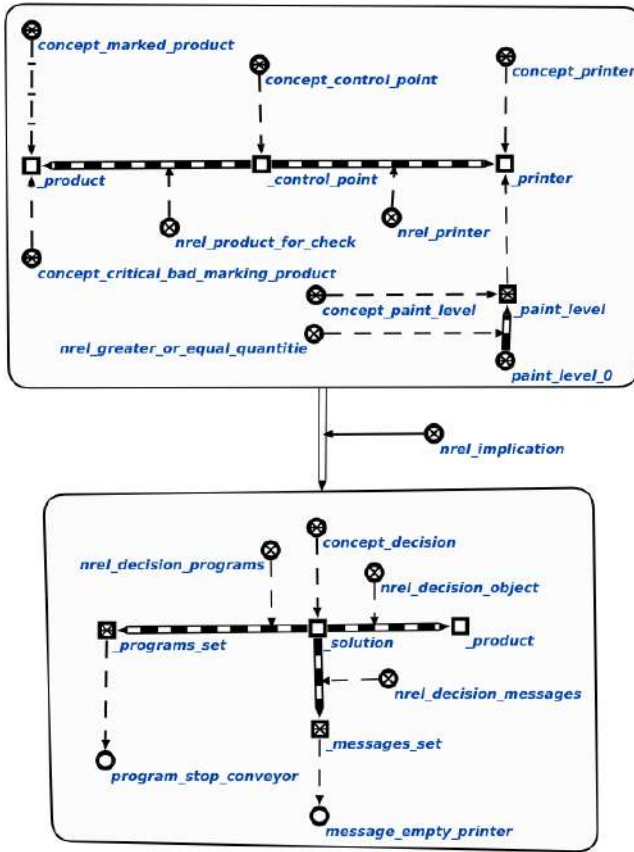 concept_marked_product
concept_control_point
concept_printer
_product
_control_point
_printer
nrel_product_for_check
nrel_printer
concept_critical_bad_marking_product
concept_paint_level
_paint_level
nrel_greater_or_equal_quantitie
paint_level_0
nrel_implication
concept_decision
nrel_decision_programs
nrel_decision_object
_programs_set
_solution
_product
nrel_decision_messages
_messages_set
program_stop_conveyor
message_empty_printer